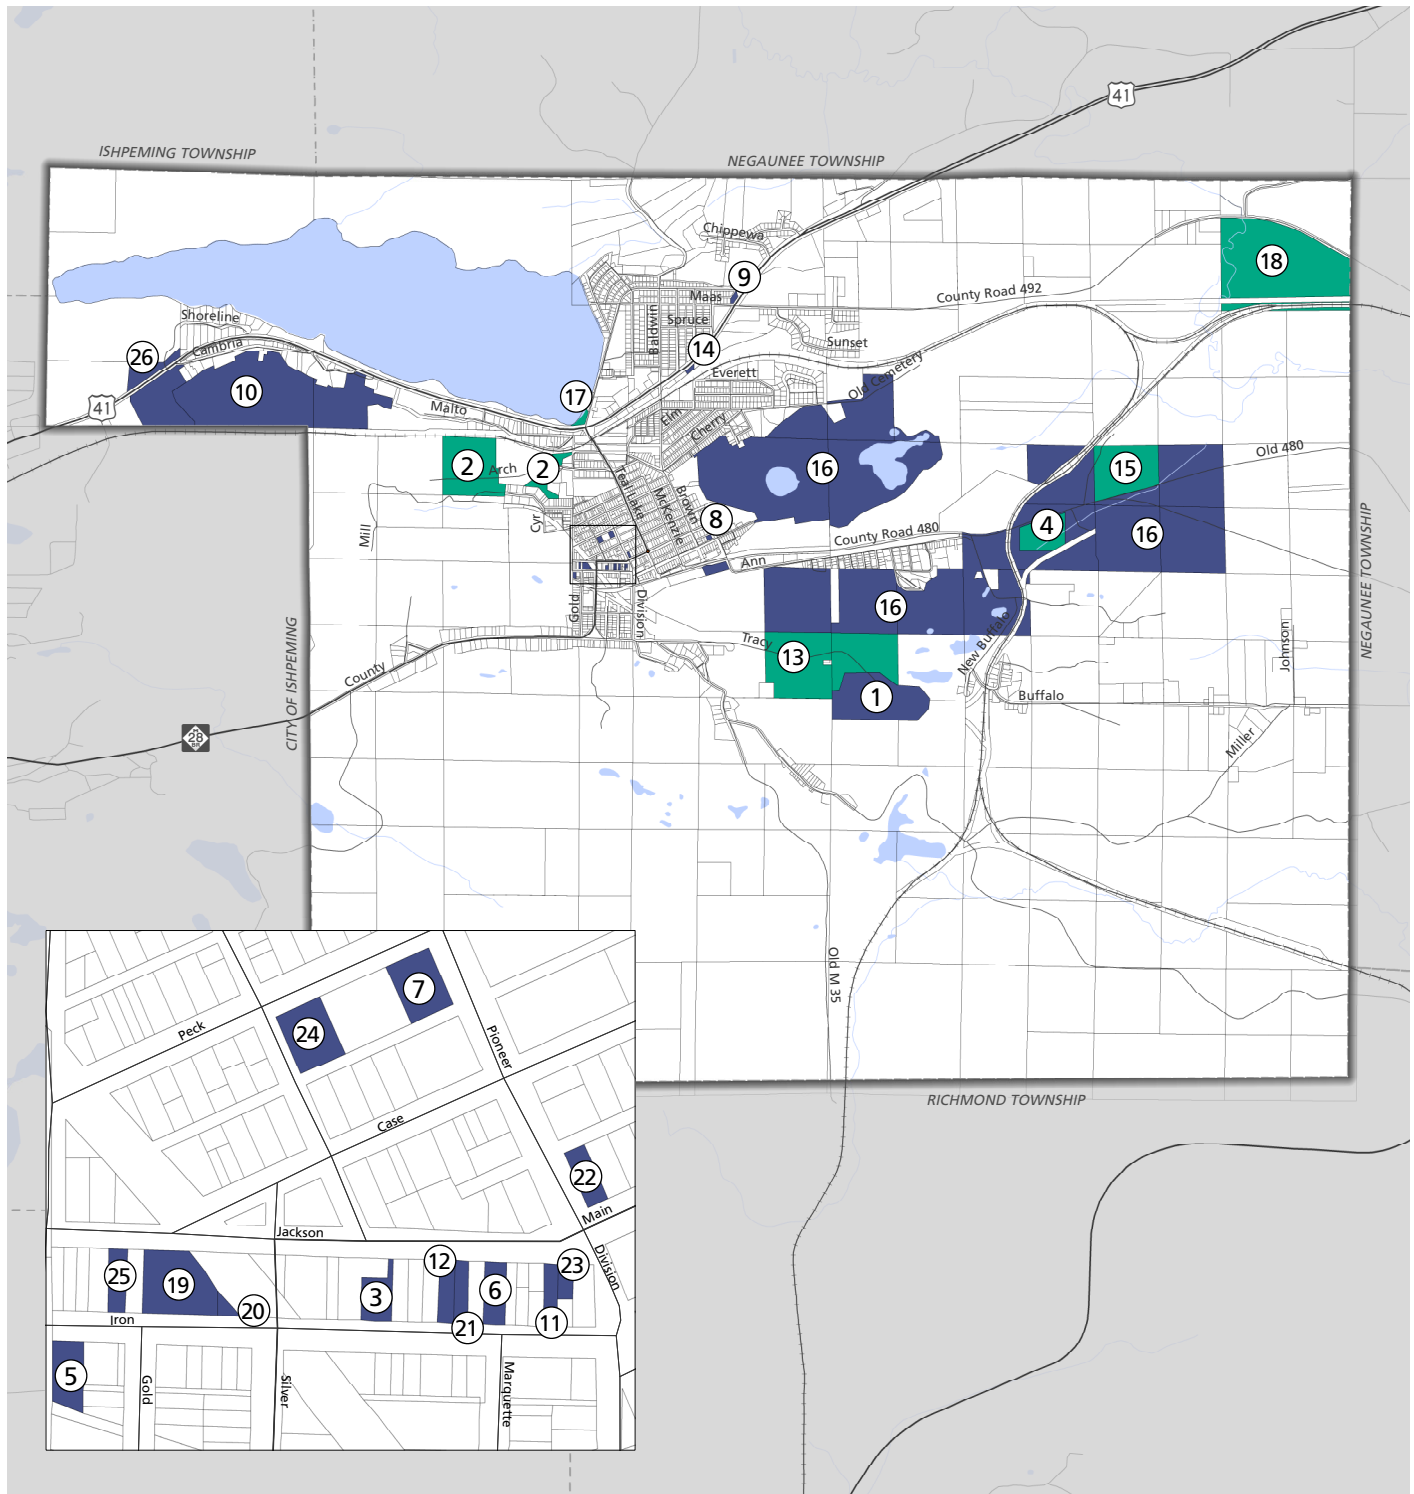 41
ISHPEMING TOWNSHIP
NEGAUNEE TOWNSHIP
Chippewa
18
9
County Road 492
Maas
Shoreline
Spruce
Baldwin
Sunset
Cambria
26
14
Everett
10
Old Cemetery
17
41
Malto
Elm
Cherry
Old 480
2
Arch
2
16
15
Teal Lake
McKenzie
Brown
8
4
16
Cyr
Mill
County Road 480
NEGAUNEE TOWNSHIP
Ann
Gold
Division
16
Tracy
13
New Buffalo
Johnson
CITY OF ISHPEMING
County
1
Buffalo
M
28
BR
Miller
Old M 35
7
24
Peck
Pioneer
RICHMOND TOWNSHIP
Case
22
Main
Jackson
Division
12
23
25
19
3
6
20
Iron
21
11
5
Gold
Silver
Marquette